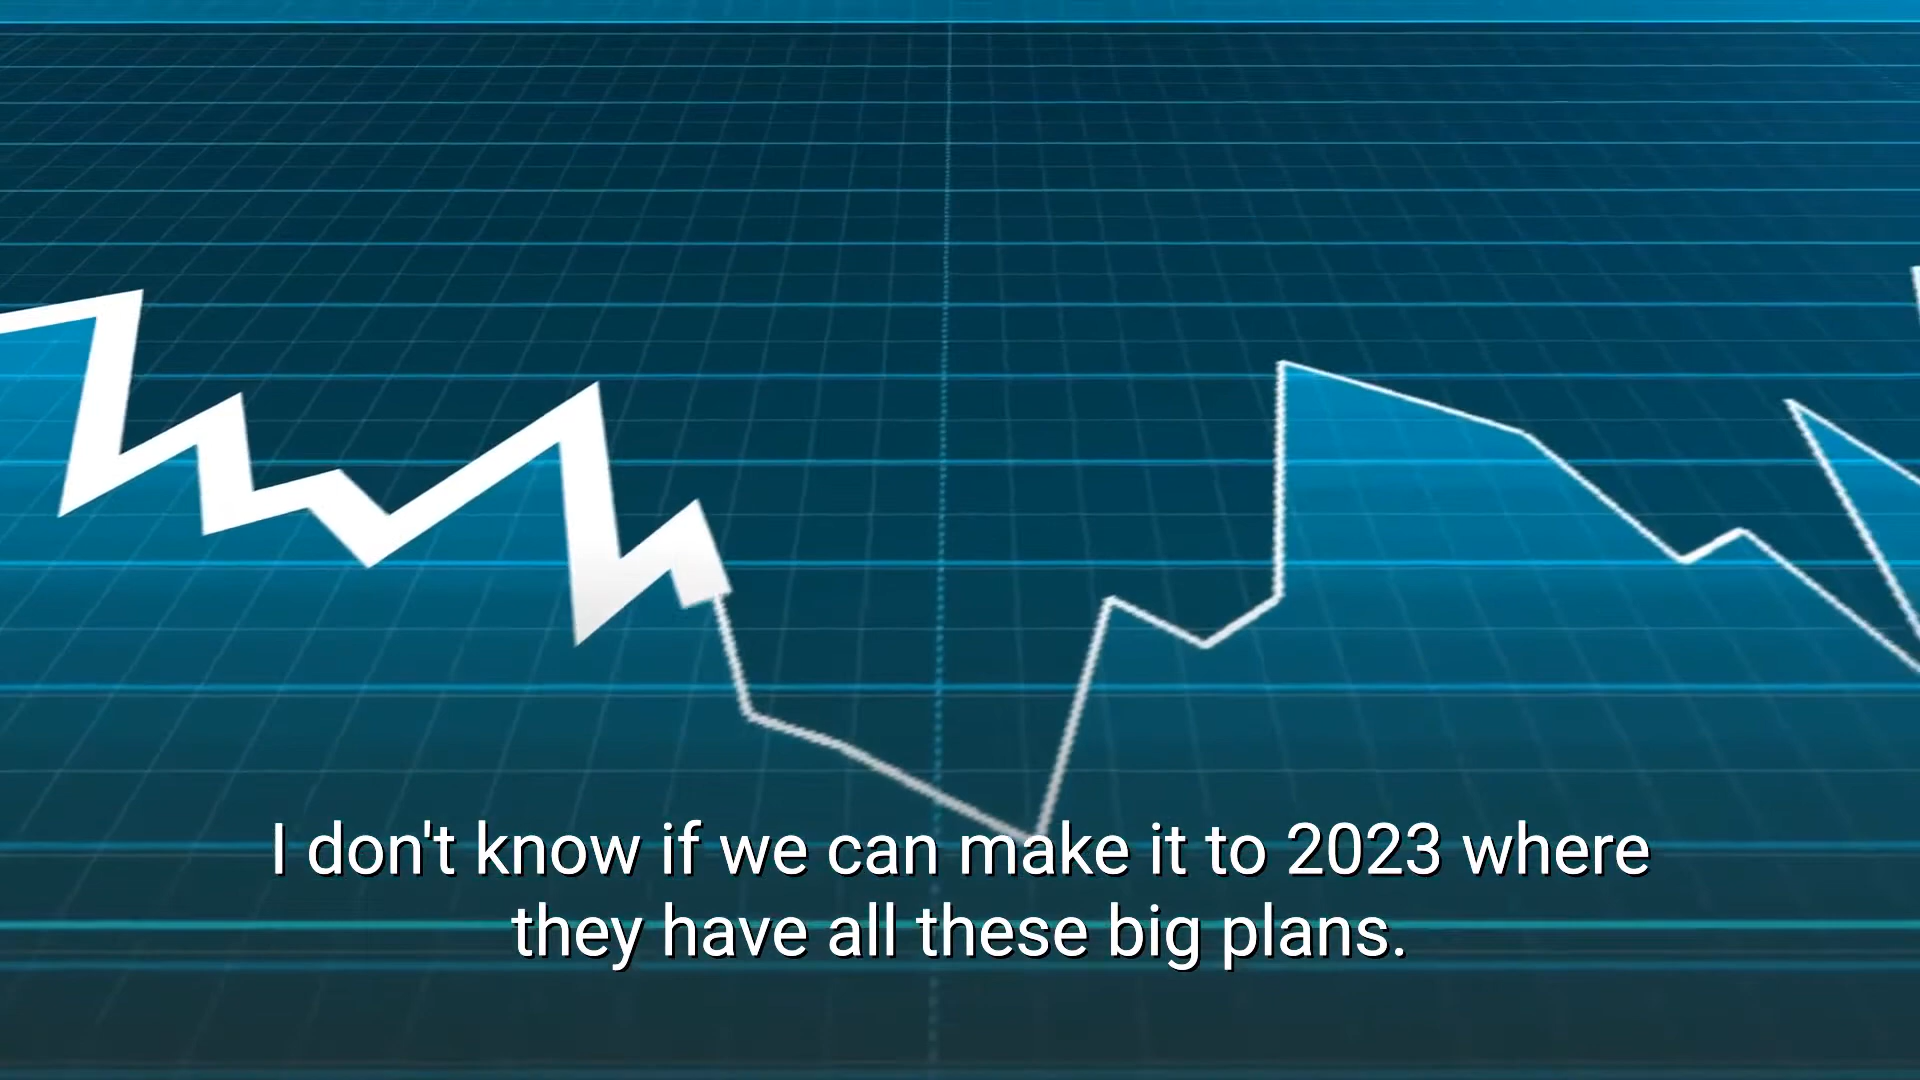 I don't know if we can make it to 2023 where
they have all these big plans.